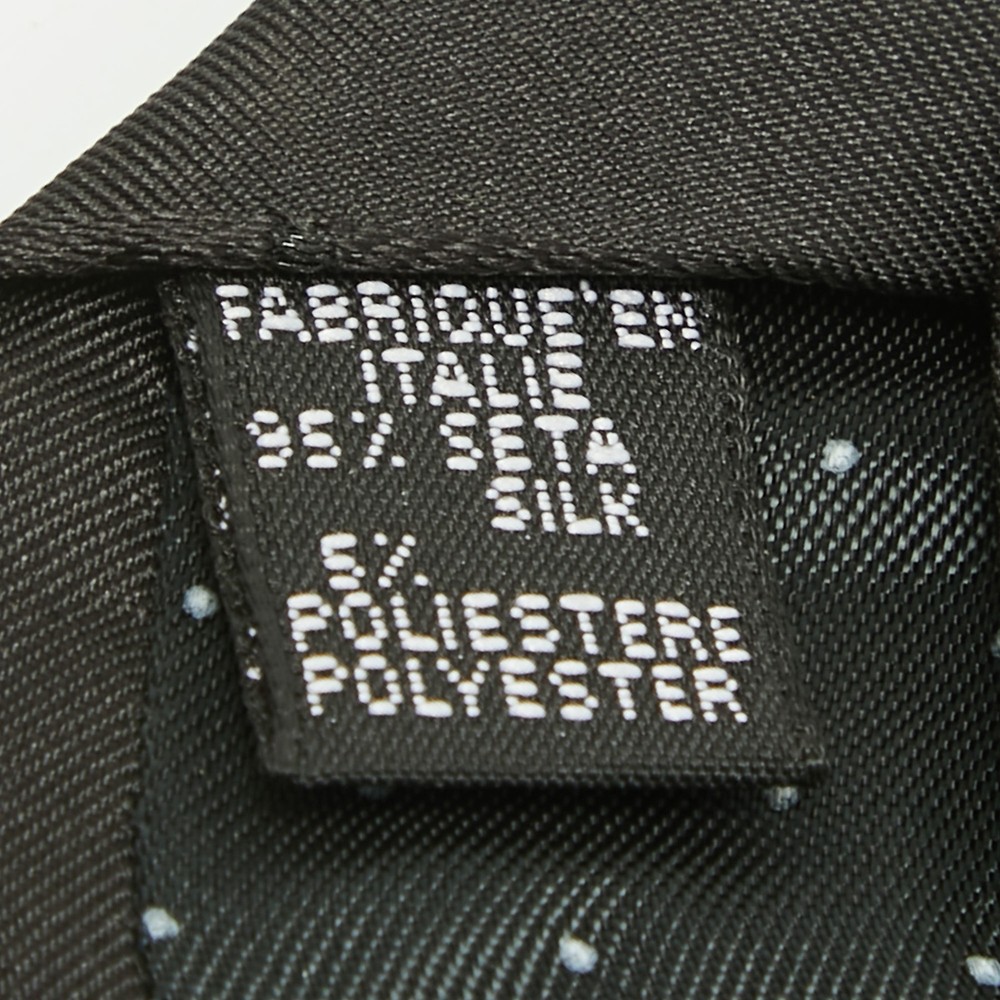 FABRIQUE'EN
ITALIE
95% SETA
SILK
5%
POLIESTERE
POLYESTER